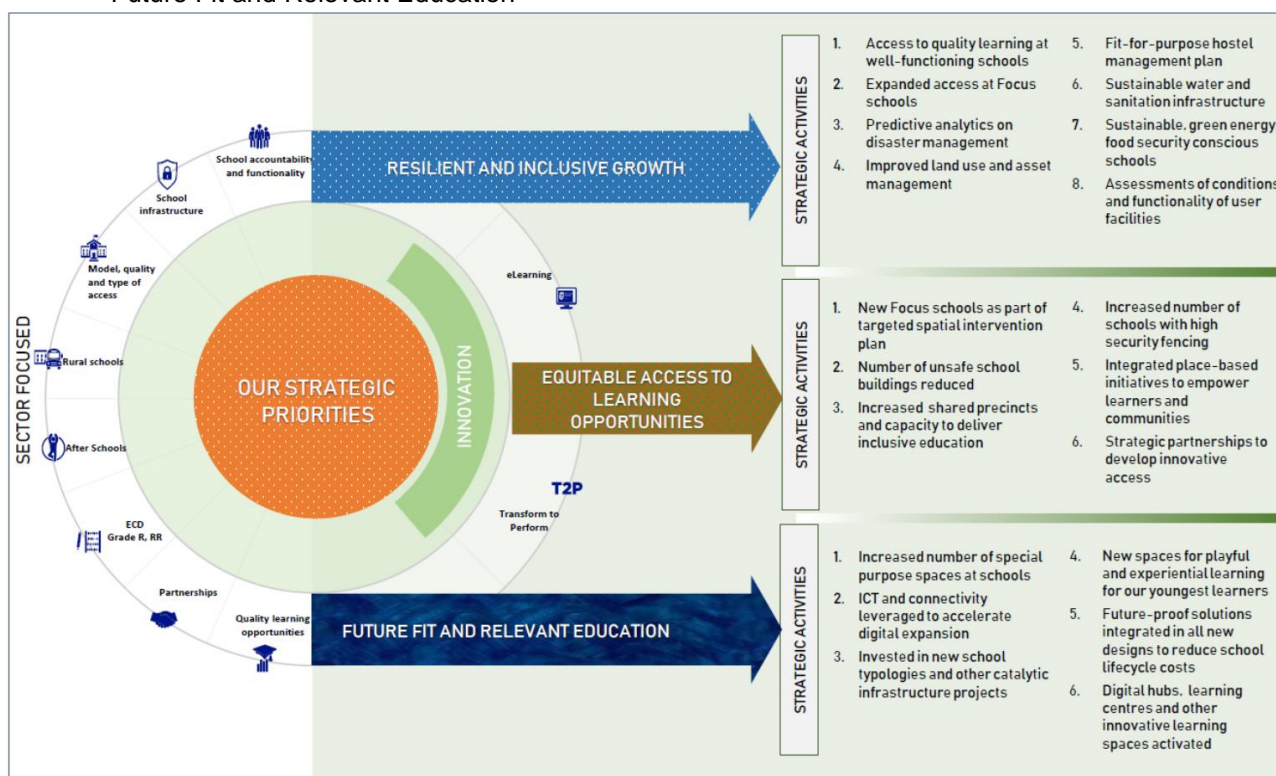 Future Fit and Relevant Education
SECTOR FOCUSED
School accountability
and functionality
School
infrastructure
Model, quality
and type of
access
Rural schools
After Schools
ECD
Grade R, RR
Partnerships
Quality learning
opportunities
OUR STRATEGIC
PRIORITIES
INNOVATION
eLearning
T2P
Transform to
Perform
RESILIENT AND INCLUSIVE GROWTH
STRATEGIC ACTIVITIES
1. Access to quality learning at
well-functioning schools
2. Expanded access at Focus
schools
3. Predictive analytics on
disaster management
4. Improved land use and asset
management
5. Fit-for-purpose hostel
management plan
6. Sustainable water and
sanitation infrastructure
7. Sustainable, green energy
food security conscious
schools
8. Assessments of conditions
and functionality of user
facilities
EQUITABLE ACCESS TO
LEARNING
OPPORTUNITIES
STRATEGIC ACTIVITIES
1. New Focus schools as part of
targeted spatial intervention
plan
2. Number of unsafe school
buildings reduced
3. Increased shared precincts
and capacity to deliver
inclusive education
4. Increased number of
schools with high
security fencing
5. Integrated place-based
initiatives to empower
learners and
communities
6. Strategic partnerships to
develop innovative
access
FUTURE FIT AND RELEVANT EDUCATION
STRATEGIC ACTIVITIES
1. Increased number of special
purpose spaces at schools
2. ICT and connectivity
leveraged to accelerate
digital expansion
3. Invested in new school
typologies and other catalytic
infrastructure projects
4. New spaces for playful
and experiential learning
for our youngest learners
5. Future-proof solutions
integrated in all new
designs to reduce school
lifecycle costs
6. Digital hubs, learning
centres and other
innovative learning
spaces activated